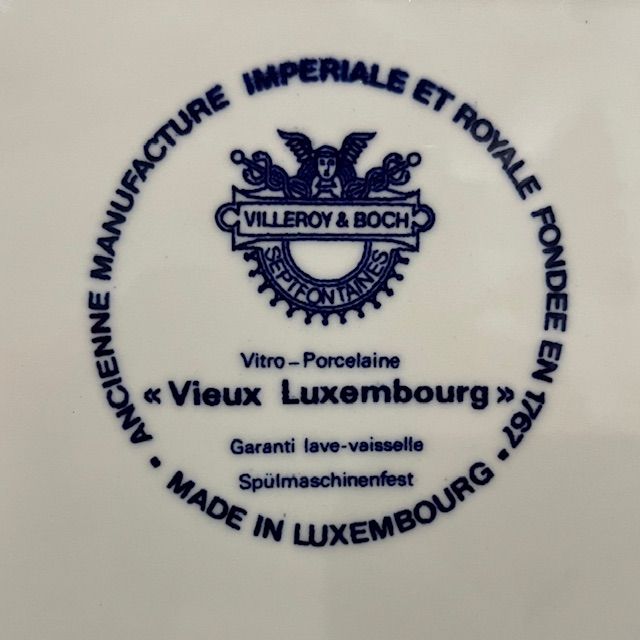 ANCIENNE MANUFACTURE IMPERIALE ET ROYALE FONDEE EN 1767
VILLEROY & BOCH
SEPTFONTAINES
Vitro-Porcelaine
« Vieux Luxembourg »
Garanti lave-vaisselle
Spülmaschinenfest
• MADE IN LUXEMBOURG •